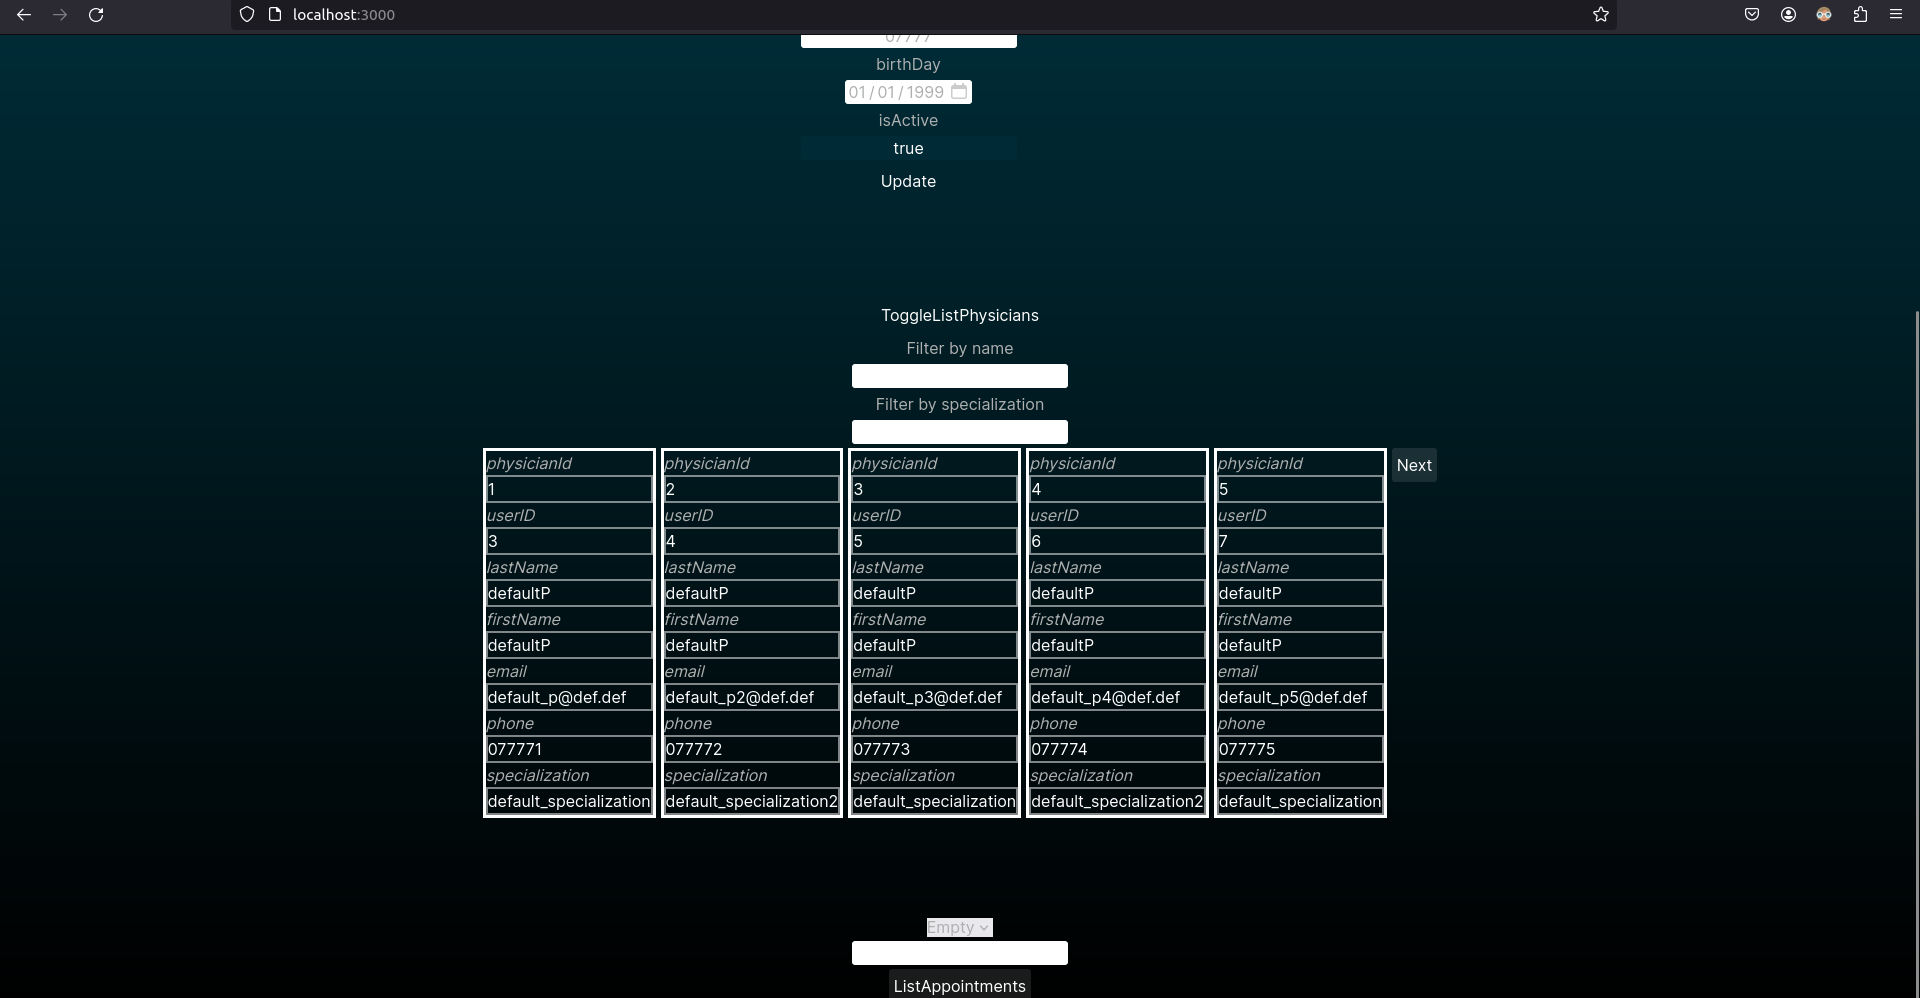 localhost:3000
07777
birthDay
01/01/1999
isActive
true
Update
ToggleListPhysicians
Filter by name
Filter by specialization
physicianId physicianId physicianId physicianId physicianId Next
1 2 3 4 5
userID userID userID userID userID
3 4 5 6 7
lastName lastName lastName lastName lastName
defaultP defaultP defaultP defaultP defaultP
firstName firstName firstName firstName firstName
defaultP defaultP defaultP defaultP defaultP
email email email email email
default_p@def.def default_p2@def.def default_p3@def.def default_p4@def.def default_p5@def.def
phone phone phone phone phone
077771 077772 077773 077774 077775
specialization specialization specialization specialization specialization
default_specialization default_specialization2 default_specialization default_specialization2 default_specialization
Empty
ListAppointments